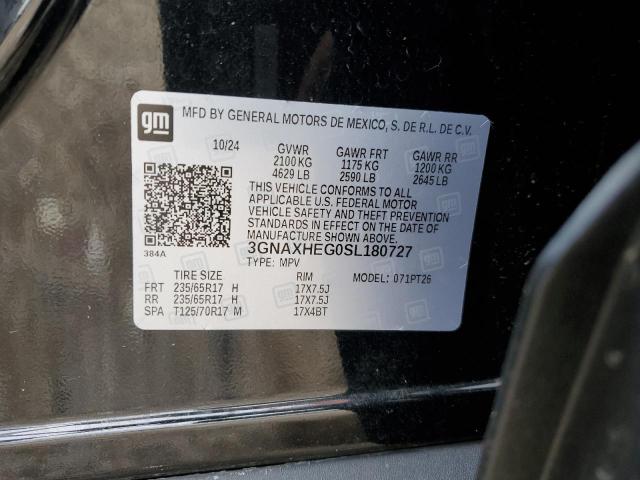 gm
MFD BY GENERAL MOTORS DE MEXICO, S. DE R.L. DE C.V.
10/24 GVWR GAWR FRT GAWR RR
2100 KG 1175 KG 1200 KG
4629 LB 2590 LB 2645 LB
THIS VEHICLE CONFORMS TO ALL
APPLICABLE U.S. FEDERAL MOTOR
VEHICLE SAFETY AND THEFT PREVENTION
STANDARDS IN EFFECT ON THE DATE OF
MANUFACTURE SHOWN ABOVE.
384A 3GNAXHEG0SL180727
TYPE: MPV MODEL: 071PT26
TIRE SIZE RIM
FRT 235/65R17 H 17X7.5J
RR 235/65R17 H 17X7.5J
SPA T125/70R17 M 17X4BT